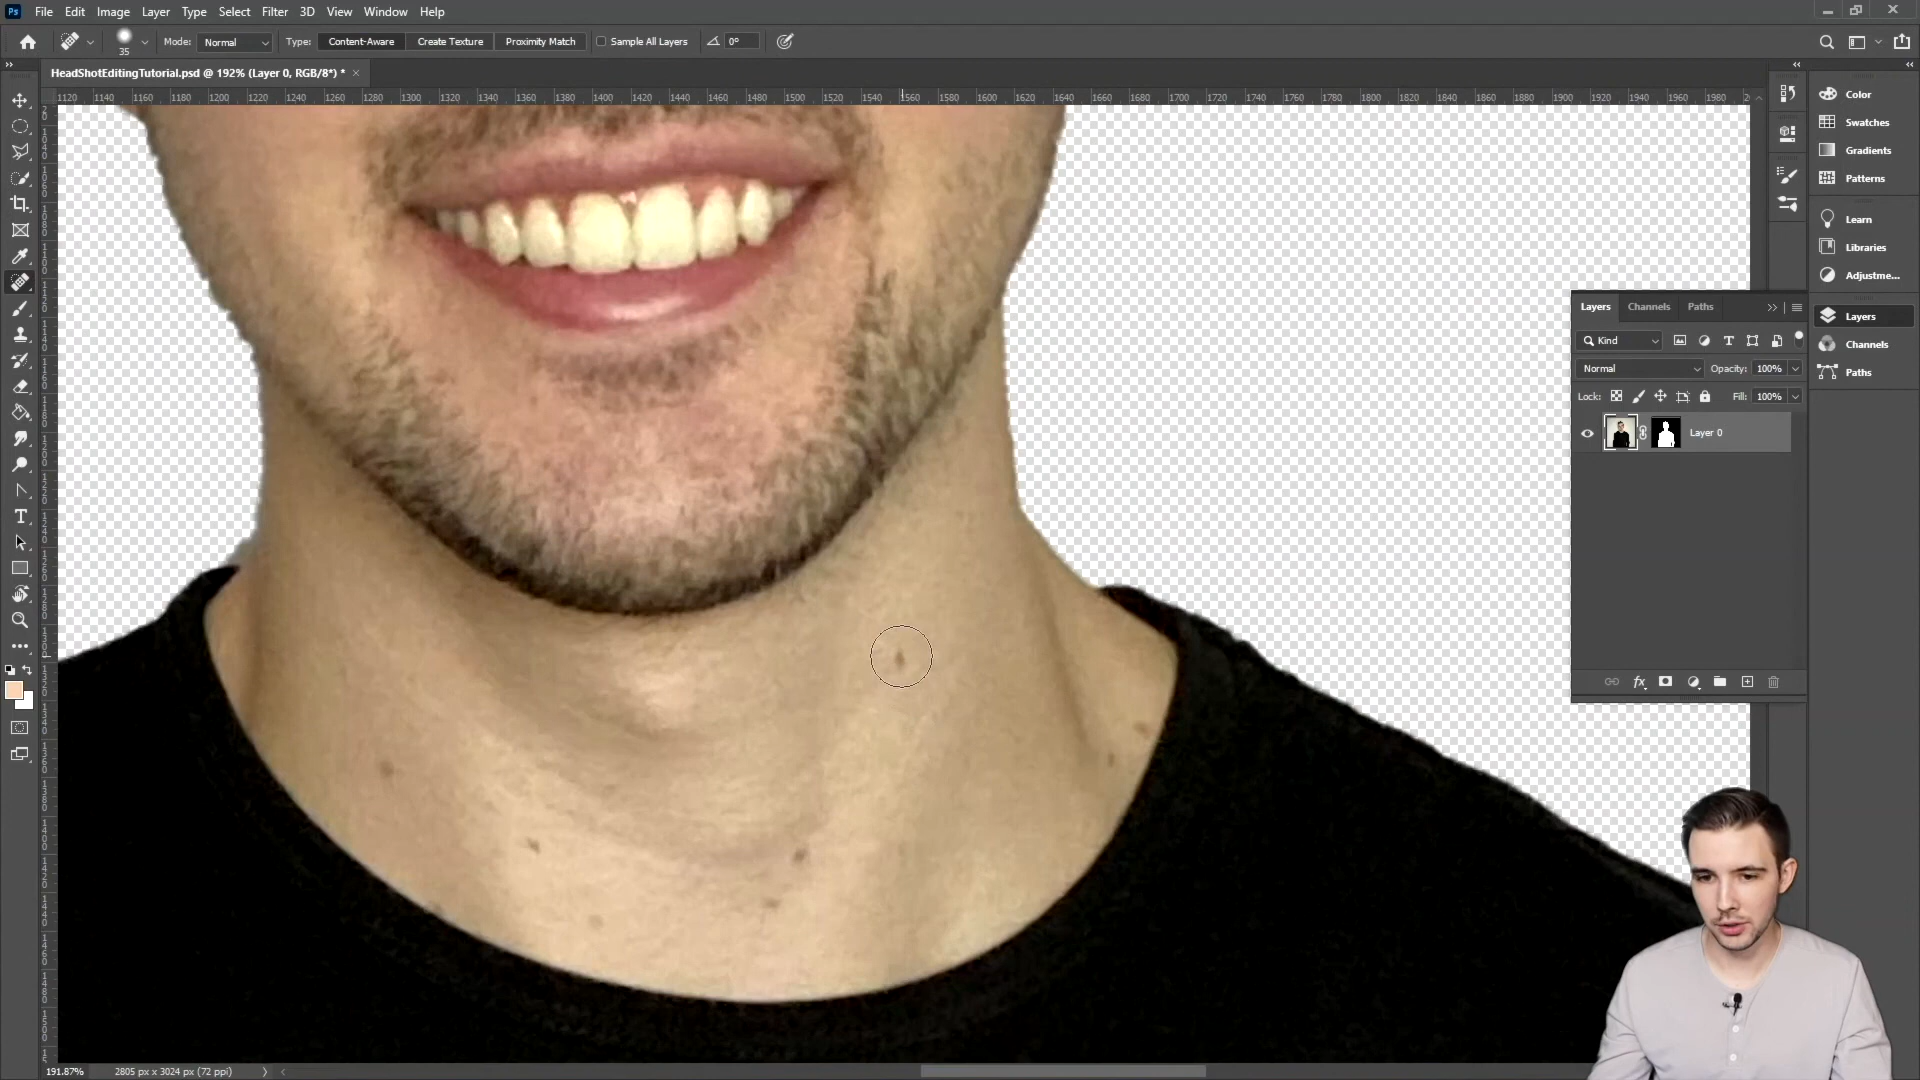 Ps File Edit Image Layer Type Select Filter 3D View Window Help
35 Mode: Normal Type: Content-Aware Create Texture Proximity Match Sample All Layers 0°
HeadShotEditingTutorial.psd @ 192% (Layer 0, RGB/8*) * ×
1120 1140 1160 1180 1200 1220 1240 1260 1280 1300 1320 1340 1360 1380 1400 1420 1440 1460 1480 1500 1520 1540 1560 1580 1600 1620 1640 1660 1680 1700 1720 1740 1760 1780 1800 1820 1840 1860 1880 1900 1920 1940 1960 1980
Color
Swatches
Gradients
Patterns
Learn
Libraries
Adjustme...
Layers
Channels
Paths
Layers Channels Paths
Kind
Normal Opacity: 100%
Lock: Fill: 100%
Layer 0
fx
191.87% 2805 px x 3024 px (72 ppi)